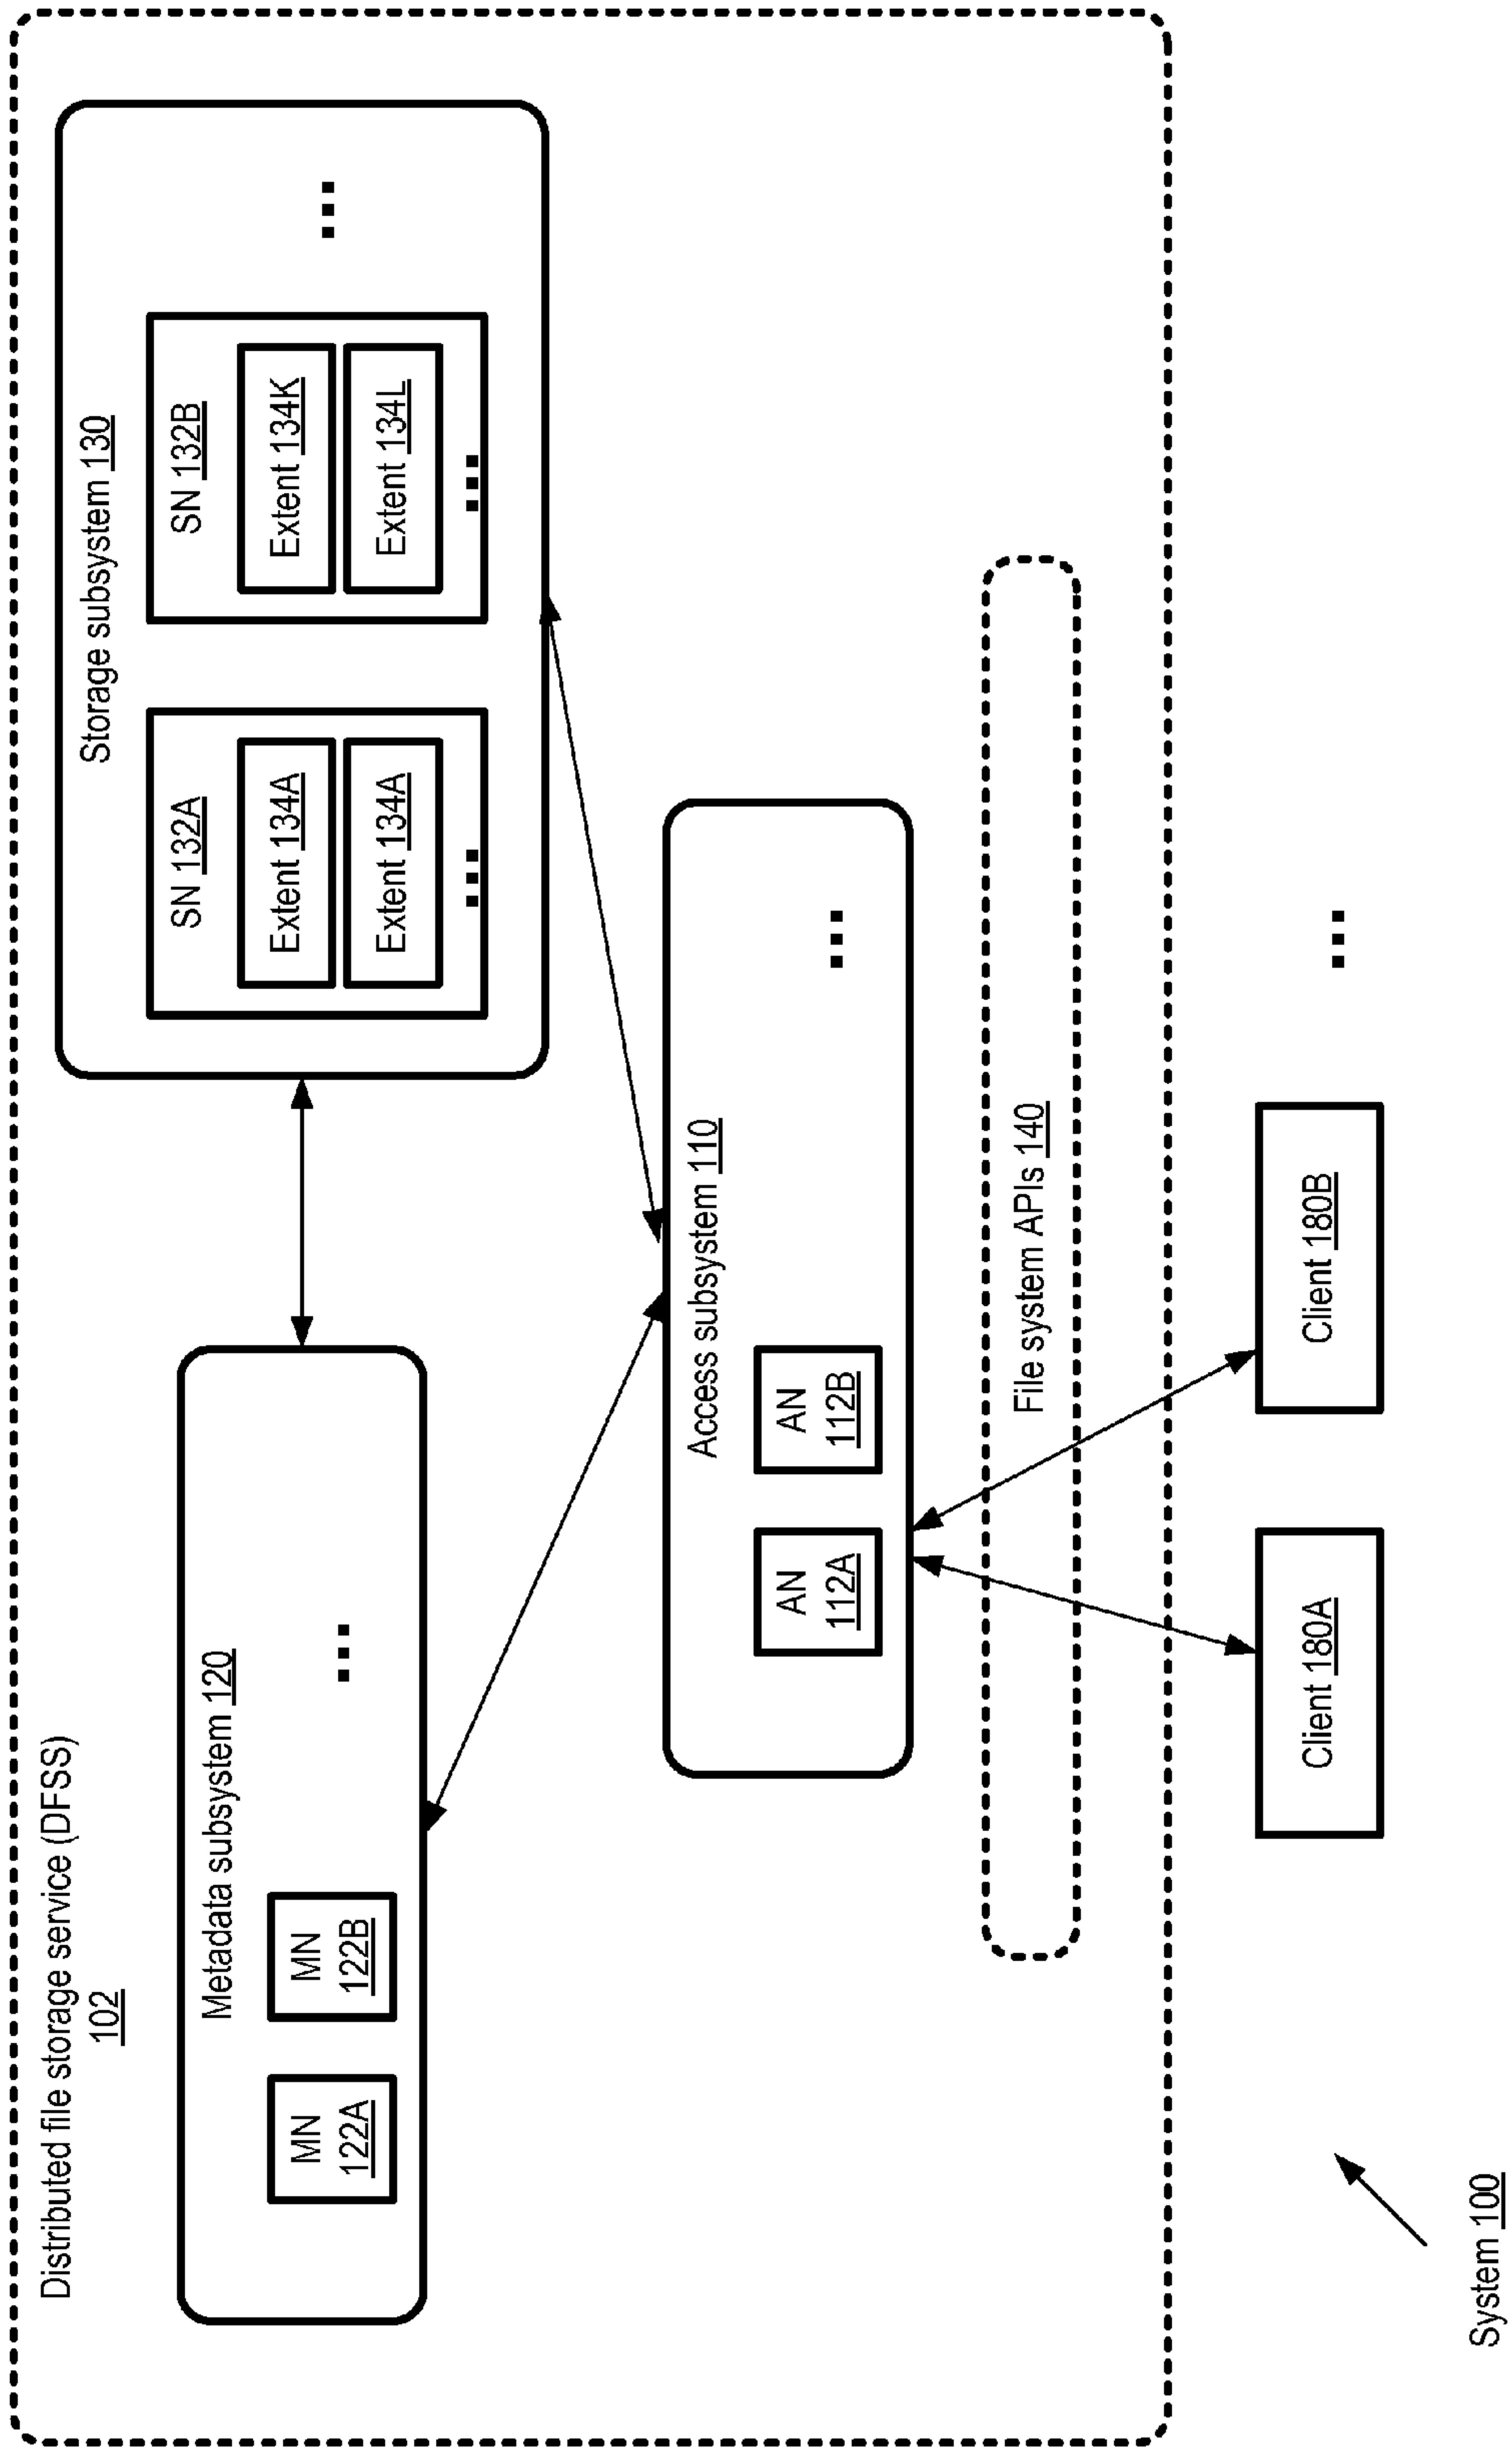 Distributed file storage service (DFSS)
102
Metadata subsystem 120
MN
122A
MN
122B
...
Storage subsystem 130
SN 132A
Extent 134A
Extent 134A
...
SN 132B
Extent 134K
Extent 134L
...
...
Access subsystem 110
AN
112A
AN
112B
...
File system APIs 140
Client 180A
Client 180B
...
System 100